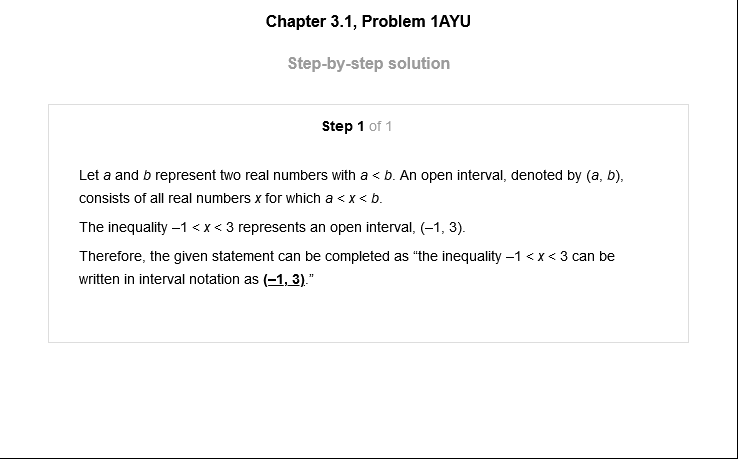 Chapter 3.1, Problem 1AYU
Step-by-step solution
Step 1 of 1
Let a and b represent two real numbers with a < b. An open interval, denoted by (a, b),
consists of all real numbers x for which a < x < b.
The inequality –1 < x < 3 represents an open interval, (–1, 3).
Therefore, the given statement can be completed as “the inequality –1 < x < 3 can be
written in interval notation as (–1, 3).”